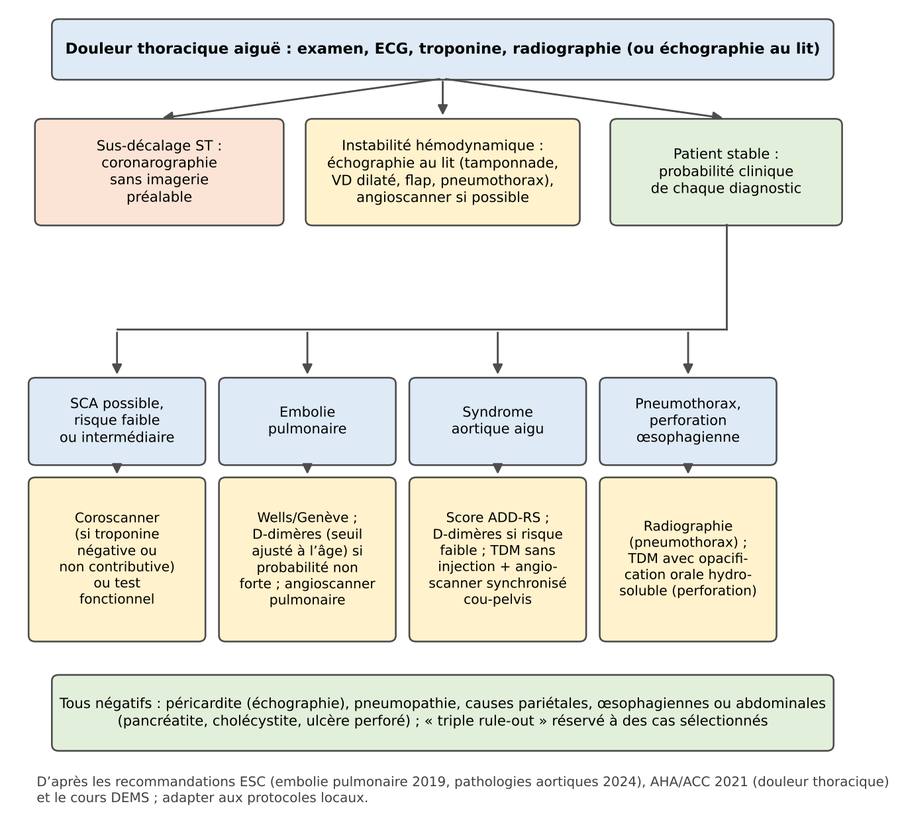 Douleur thoracique aiguë : examen, ECG, troponine, radiographie (ou échographie au lit)
Sus-décalage ST :
coronarographie
sans imagerie
préalable
Instabilité hémodynamique :
échographie au lit (tamponnade,
VD dilaté, flap, pneumothorax),
angioscanner si possible
Patient stable :
probabilité clinique
de chaque diagnostic
SCA possible,
risque faible
ou intermédiaire
Embolie
pulmonaire
Syndrome
aortique aigu
Pneumothorax,
perforation
œsophagienne
Coroscanner
(si troponine
négative ou
non contributive)
ou test
fonctionnel
Wells/Genève ;
D-dimères (seuil
ajusté à l’âge) si
probabilité non
forte ; angioscanner
pulmonaire
Score ADD-RS ;
D-dimères si risque
faible ; TDM sans
injection + angio-
scanner synchronisé
cou-pelvis
Radiographie
(pneumothorax) ;
TDM avec opacifi-
cation orale hydro-
soluble (perforation)
Tous négatifs : péricardite (échographie), pneumopathie, causes pariétales, œsophagiennes ou abdominales
(pancréatite, cholécystite, ulcère perforé) ; « triple rule-out » réservé à des cas sélectionnés
D’après les recommandations ESC (embolie pulmonaire 2019, pathologies aortiques 2024), AHA/ACC 2021 (douleur thoracique)
et le cours DEMS ; adapter aux protocoles locaux.